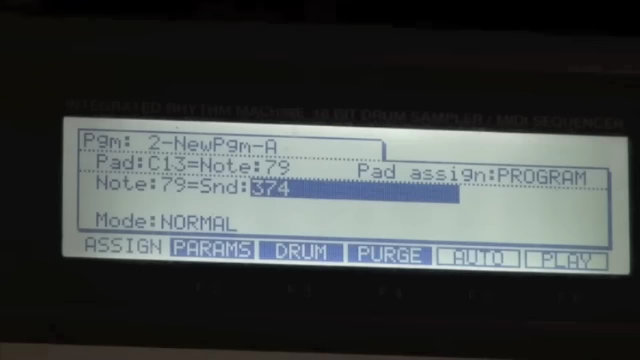 INTEGRATED RHYTHM MACHINE 16 BIT DRUM SAMPLER / MIDI SEQUENCER
Pgm: 2-NewPgm-A
Pad:C13=Note:79 Pad assign:PROGRAM
Note:79=Snd:374
Mode:NORMAL
ASSIGN PARAMS DRUM PURGE AUTO PLAY